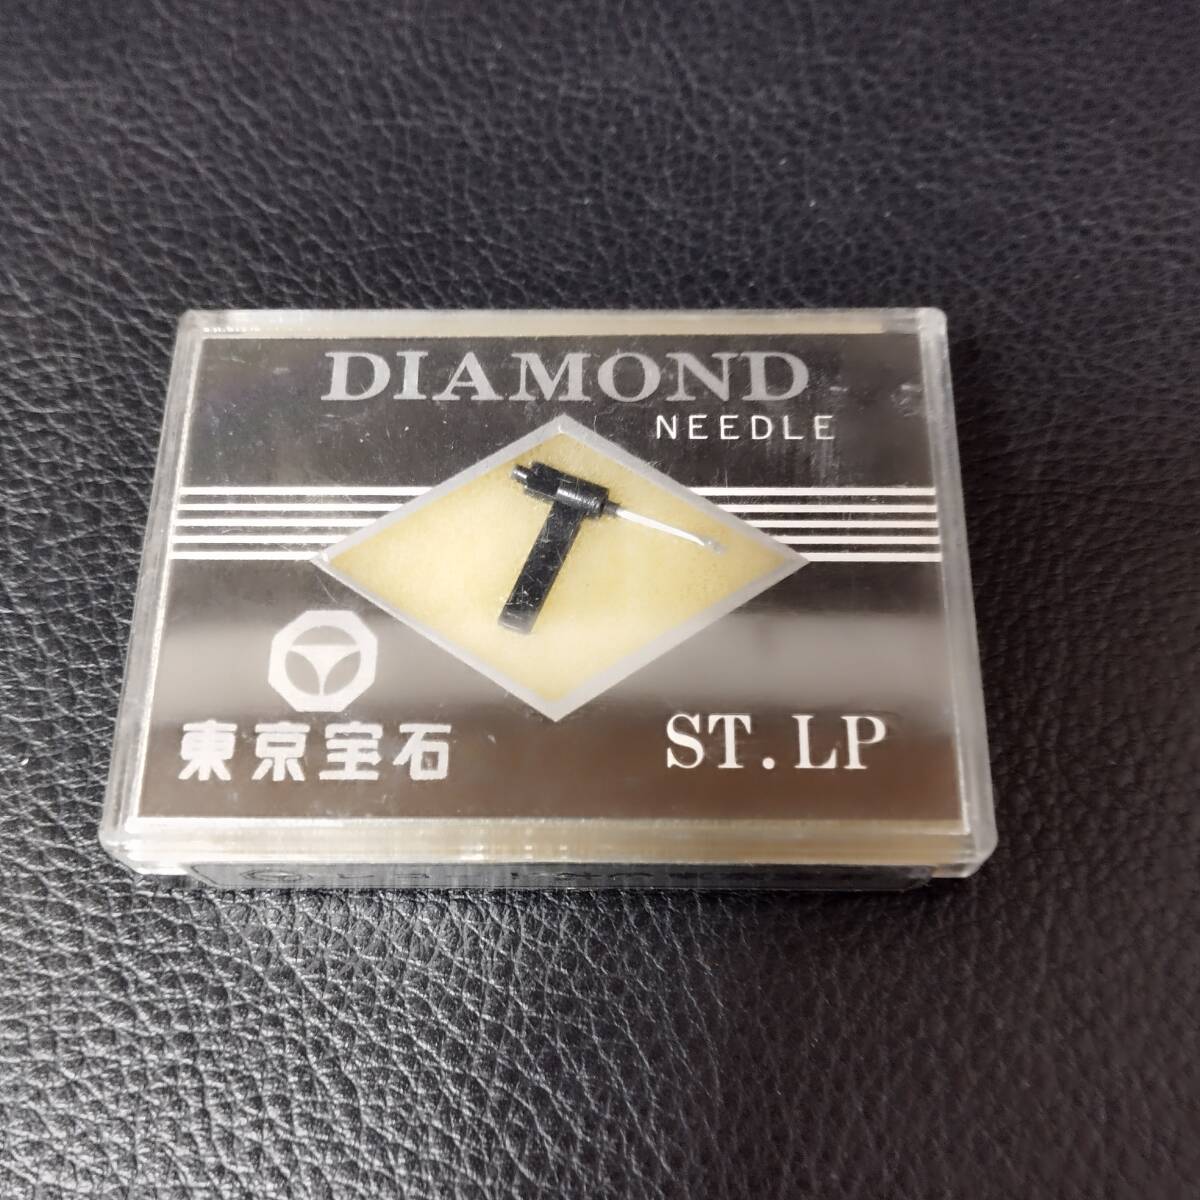 DIAMOND
NEEDLE
東京宝石
ST.LP